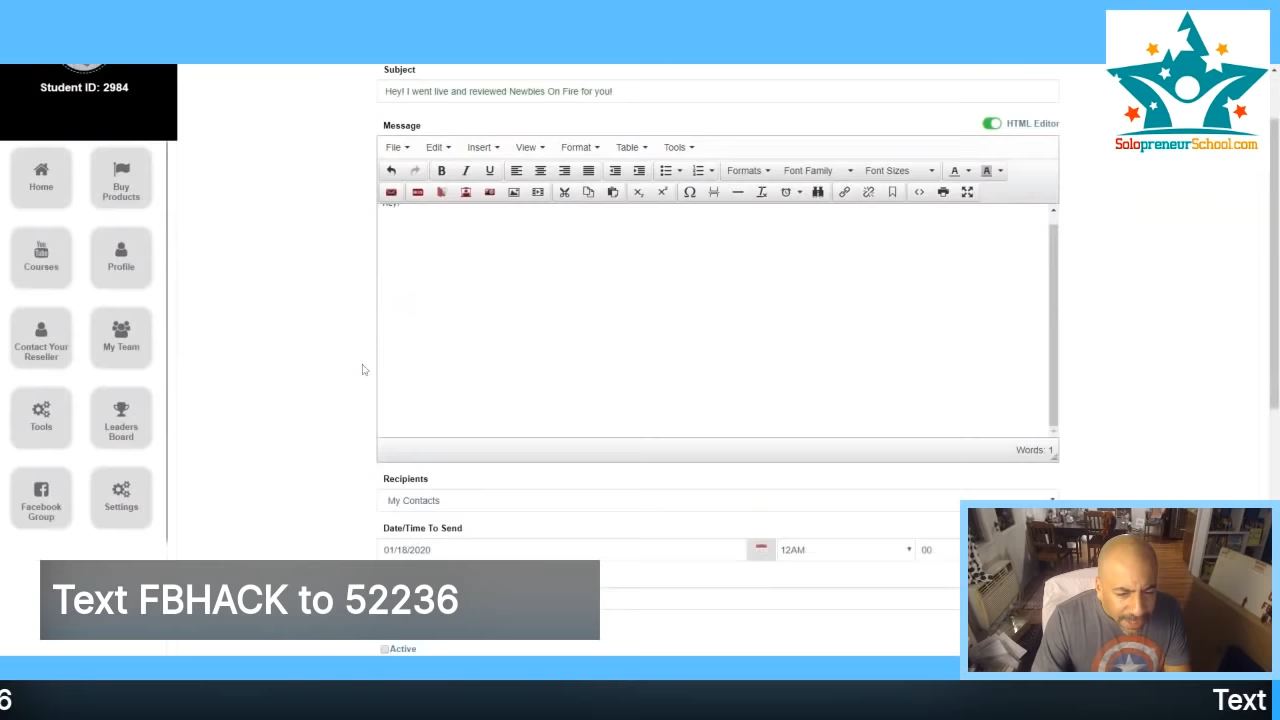 Student ID: 2984
Home
Buy
Products
Courses
Profile
Contact Your
Reseller
My Team
Tools
Leaders
Board
Facebook
Group
Settings
Subject
Hey! I went live and reviewed Newbies On Fire for you!
Message
HTML Editor
File Edit Insert View Format Table Tools
Formats Font Family Font Sizes
Words: 1
Recipients
My Contacts
Date/Time To Send
01/18/2020 12AM 00
Active
SolopreneurSchool.com
Text FBHACK to 52236
6 Text